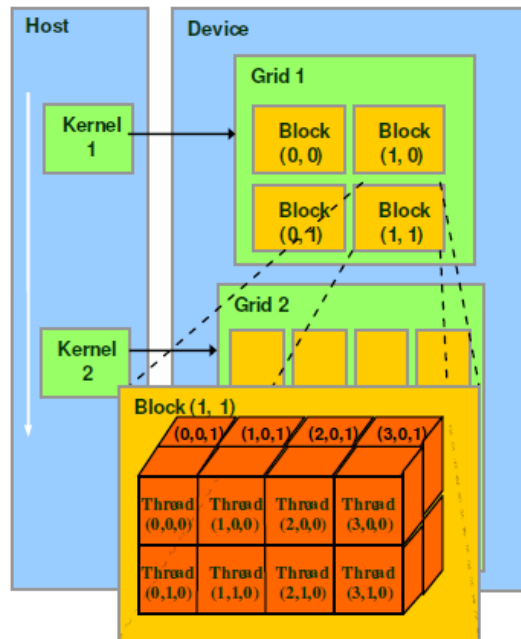 Host
Device
Grid 1
Kernel
1
Block
(0, 0)
Block
(1, 0)
Block
(0, 1)
Block
(1, 1)
Grid 2
Kernel
2
Block (1, 1)
(0,0,1) (1,0,1) (2,0,1) (3,0,1)
Thread Thread Thread Thread
(0,0,0) (1,0,0) (2,0,0) (3,0,0)
Thread Thread Thread Thread
(0,1,0) (1,1,0) (2,1,0) (3,1,0)